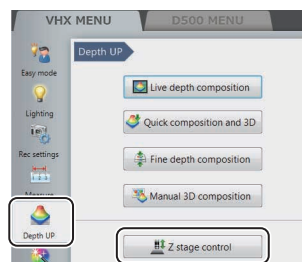 VHX MENU
D500 MENU
Depth UP
Easy mode
Live depth composition
Lighting
Quick composition and 3D
Rec settings
Fine depth composition
Measure
Manual 3D composition
Depth UP
Z stage control